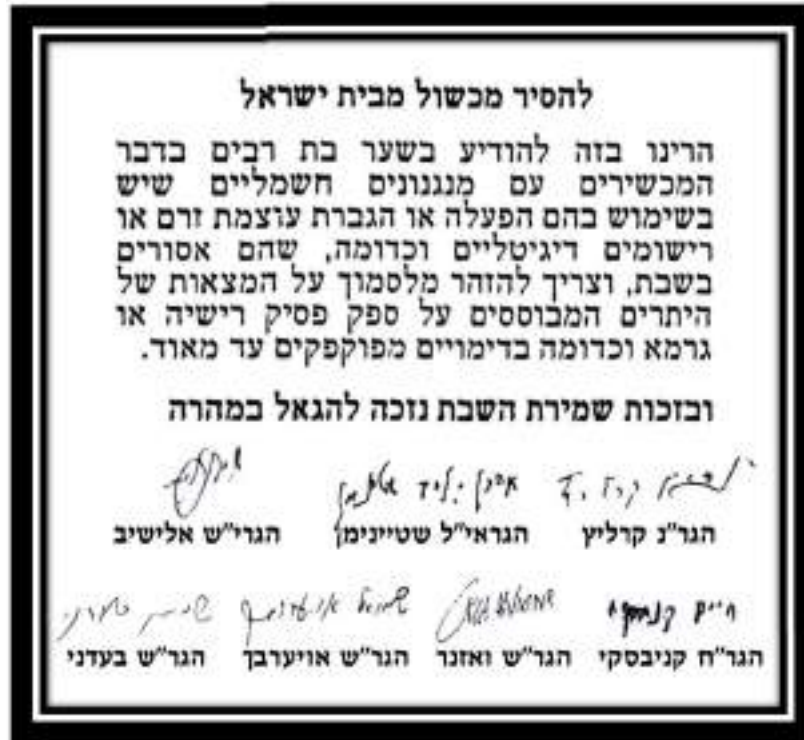 להסיר מכשול מבית ישראל
הרינו בזה להודיע בשער בת רבים בדבר
המכשירים עם מנגנונים חשמליים שיש
בשימוש בהם הפעלה או הגברת עוצמת זרם או
רישומים דיגיטליים וכדומה, שהם אסורים
בשבת, וצריך להזהר מלסמוך על המצאות של
היתרים המבוססים על ספק פסיק רישיה או
גרמא וכדומה בדימויים מפוקפקים עד מאוד.
ובזכות שמירת השבת נזכה להגאל במהרה
הגר"נ קרליץ הגראי"ל שטיינימן הגרי"ש אלישיב
חיים קניבסקי
הגר"ח קניבסקי הגר"ש ואזנר הגר"ש אויערבך הגר"ש בעדני